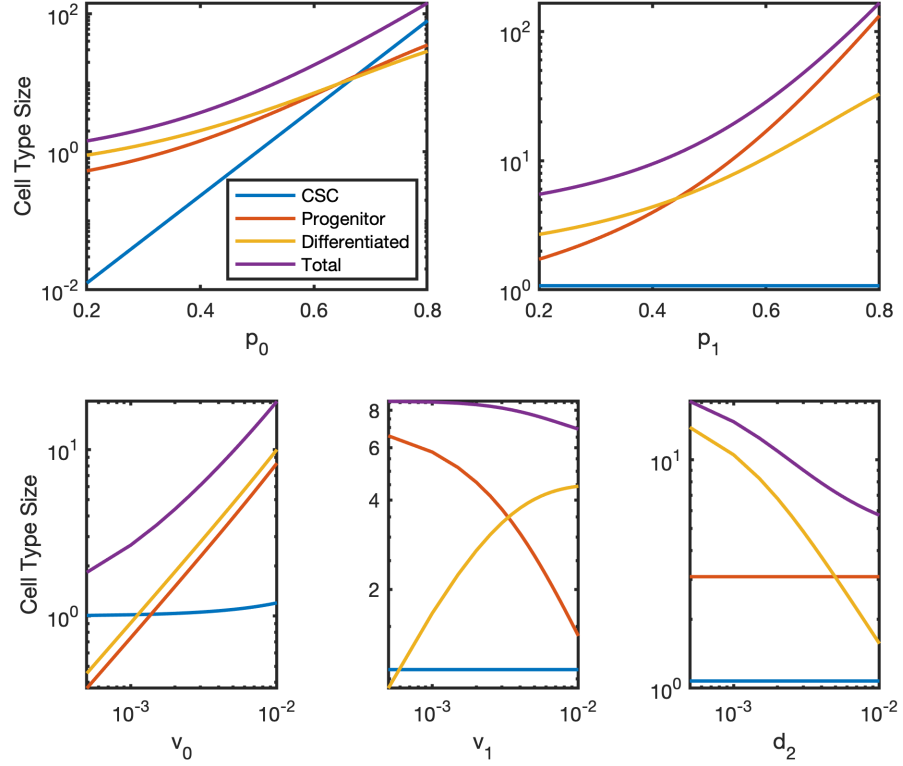 10^2
10^0
10^-2
Cell Type Size
CSC
Progenitor
Differentiated
Total
0.2 0.4 0.6 0.8
p_0
10^2
10^1
10^0
0.2 0.4 0.6 0.8
p_1
10^1
10^0
Cell Type Size
10^-3 10^-2
v_0
8
6
4
2
10^-3 10^-2
v_1
10^1
10^0
10^-3 10^-2
d_2